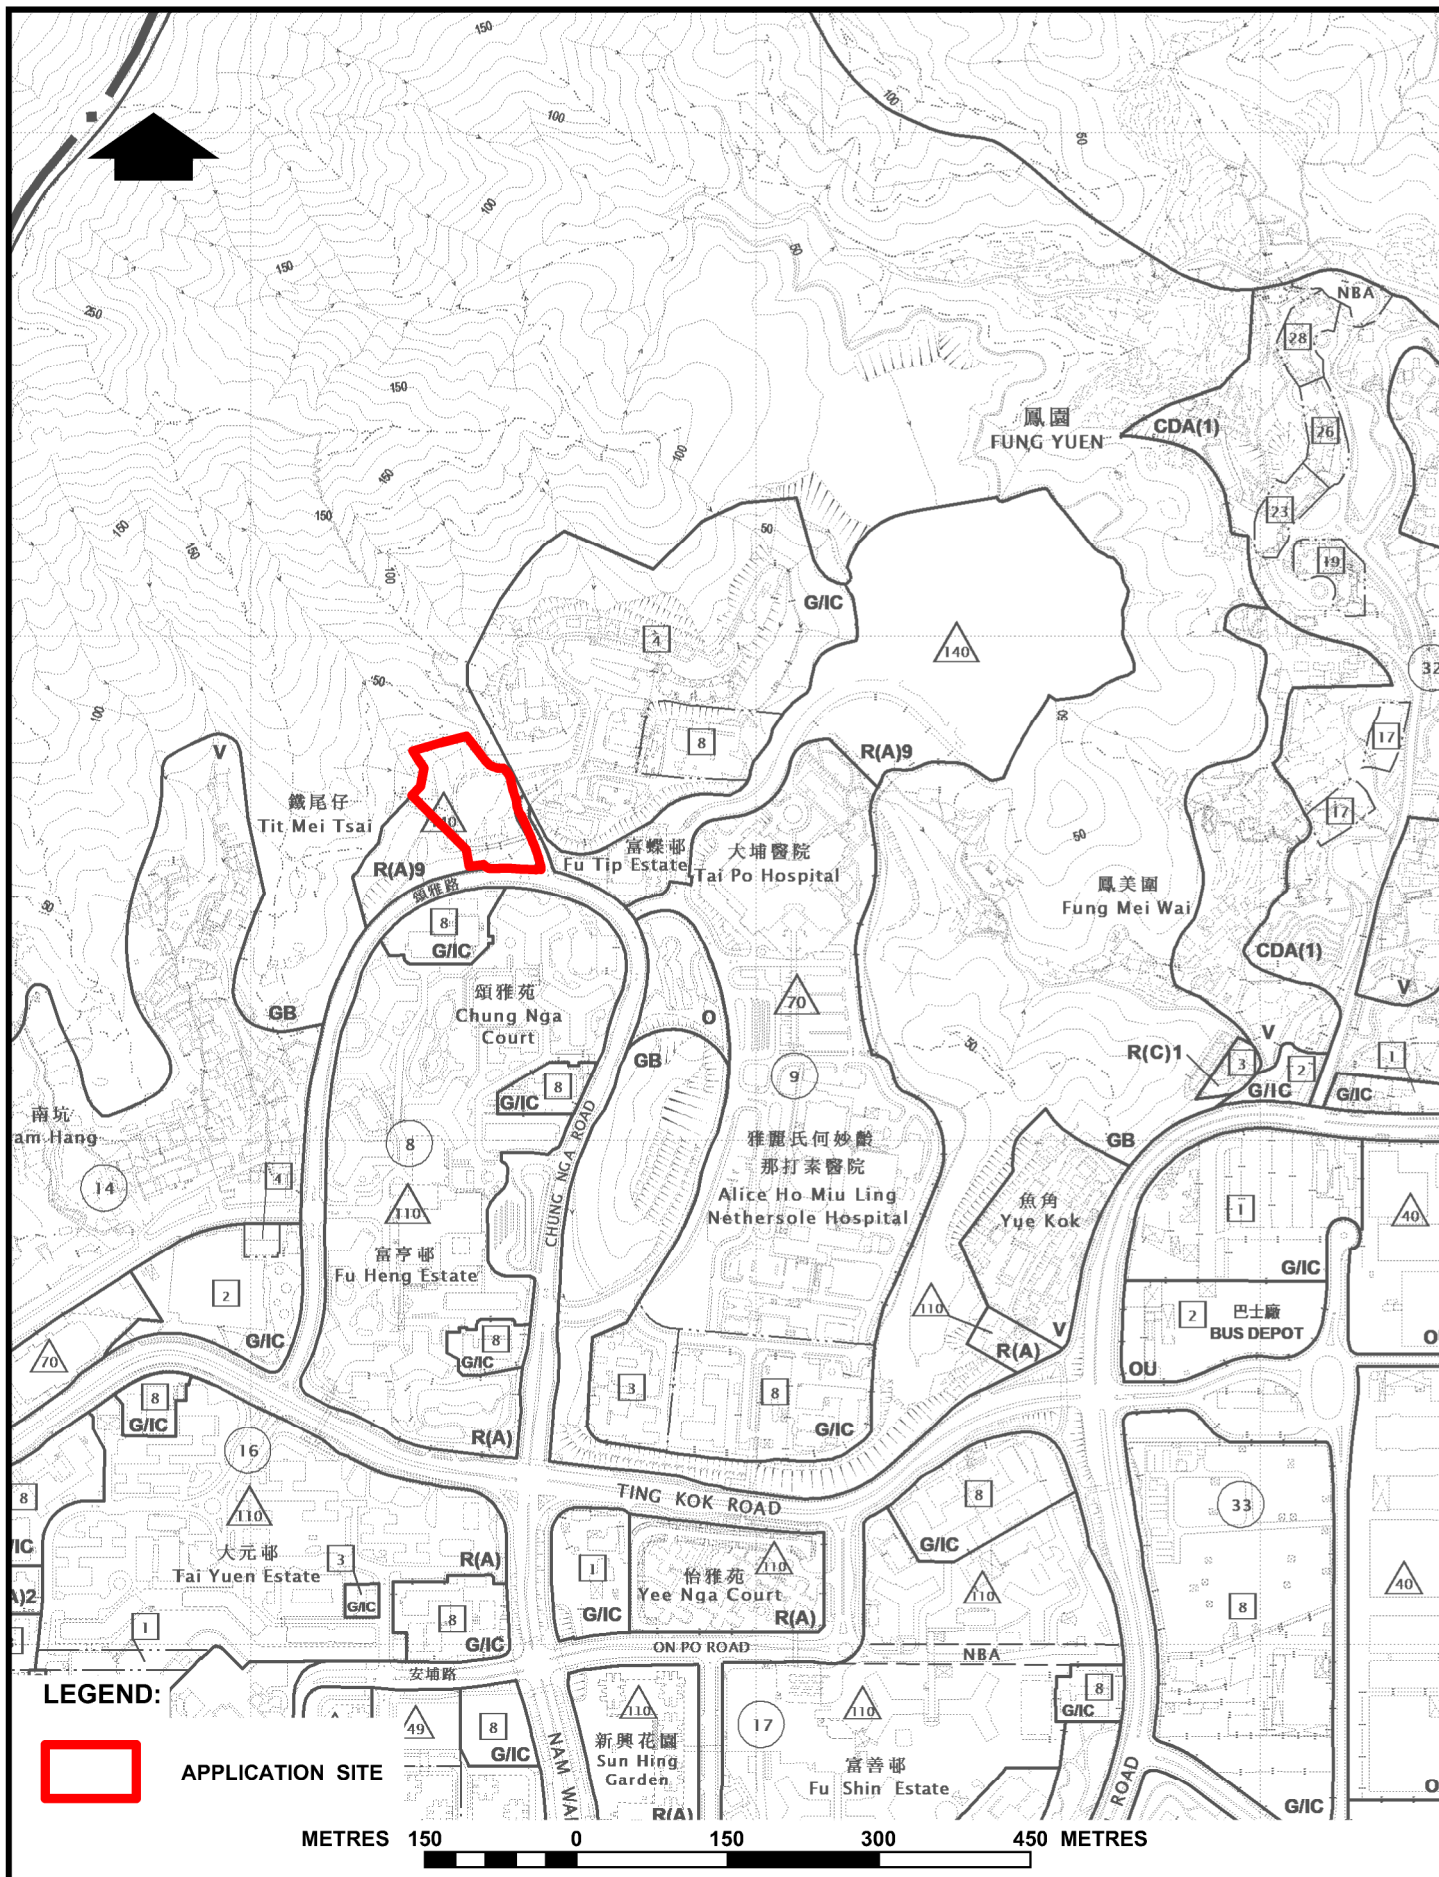 150
150
100
100
100
50
100
50
150
250
NBA
28
150
鳳園
FUNG YUEN
CDA(1)
26
100
150
23
150
150
150
50
19
100
G/IC
4
140
32
50
100
50
V
8
R(A)9
17
鐵尾仔
Tit Mei Tsai
140
17
50
R(A)9
頌雅路
富蝶邨
Fu Tip Estate
大埔醫院
Tai Po Hospital
鳳美圍
Fung Mei Wai
50
8
G/IC
CDA(1)
頌雅苑
Chung Nga
Court
GB
O
70
V
GB
50
R(C)1
V
3
2
1
9
8
G/IC
G/IC
G/IC
南坑
am Hang
8
CHUNG NGA ROAD
雅麗氏何妙齡
那打素醫院
Alice Ho Miu Ling
Nethersole Hospital
GB
14
4
魚角
Yue Kok
1
40
110
富亨邨
Fu Heng Estate
G/IC
2
110
2
巴士廠
BUS DEPOT
G/IC
8
G/IC
V
R(A)
O
70
OU
8
G/IC
3
8
G/IC
R(A)
16
TING KOK ROAD
8
8
33
110
/IC
大元邨
Tai Yuen Estate
3
R(A)
1
怡雅苑
Yee Nga Court
110
G/IC
110
40
A)2
G/IC
8
G/IC
G/IC
R(A)
8
1
ON PO ROAD
NBA
安埔路
LEGEND:
8
G/IC
49
8
G/IC
110
新興花園
Sun Hing
Garden
17
110
富善邨
Fu Shin Estate
APPLICATION SITE
NAM WA
ROAD
O
G/IC
R(A)
METRES 150 0 150 300 450 METRES